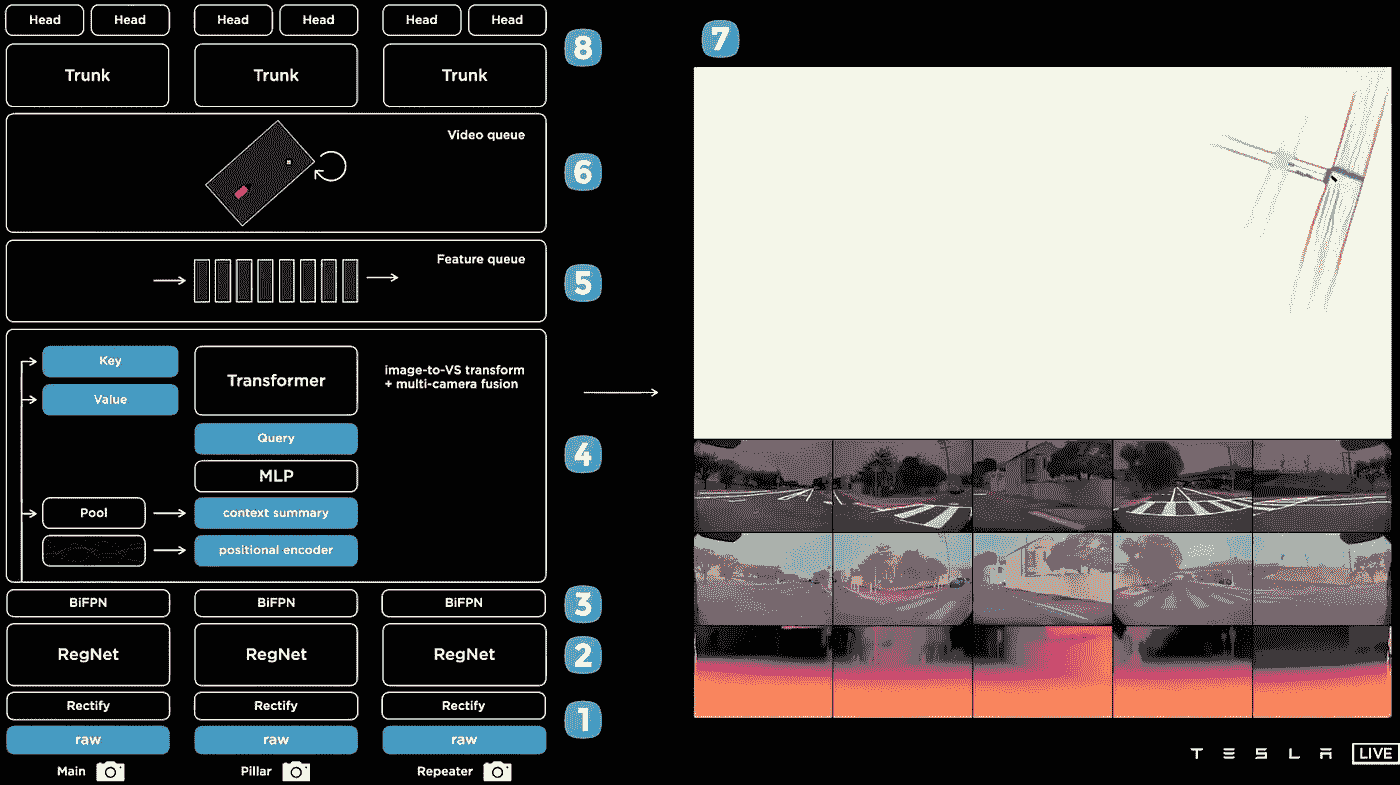 Head Head Head Head Head Head
8
7
Trunk Trunk Trunk
Video queue
6
Feature queue
5
Key
Transformer
image-to-VS transform
+ multi-camera fusion
Value
Query
4
MLP
Pool
context summary
positional encoder
BiFPN BiFPN BiFPN
3
RegNet RegNet RegNet
2
Rectify Rectify Rectify
1
raw raw raw
Main Pillar Repeater
TESLA LIVE